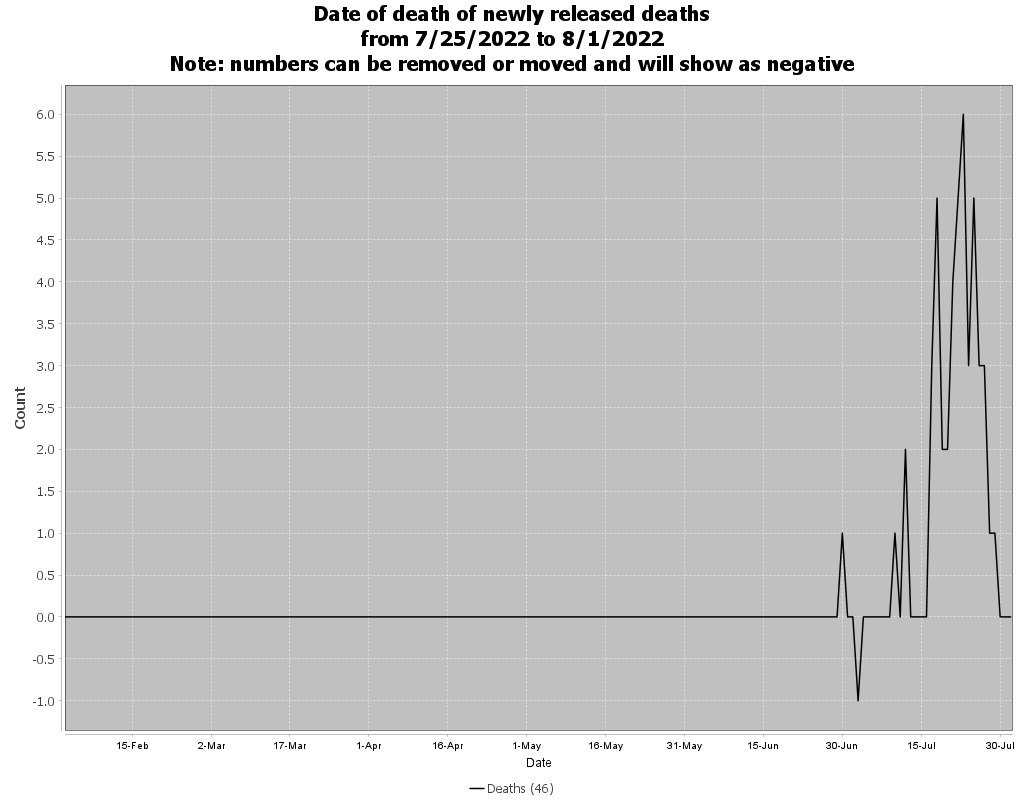 Date of death of newly released deaths
from 7/25/2022 to 8/1/2022
Note: numbers can be removed or moved and will show as negative
6.0
5.5
5.0
4.5
4.0
3.5
3.0
2.5
2.0
1.5
1.0
0.5
0.0
-0.5
-1.0
Count
15-Feb 2-Mar 17-Mar 1-Apr 16-Apr 1-May 16-May 31-May 15-Jun 30-Jun 15-Jul 30-Jul
Date
Deaths (46)